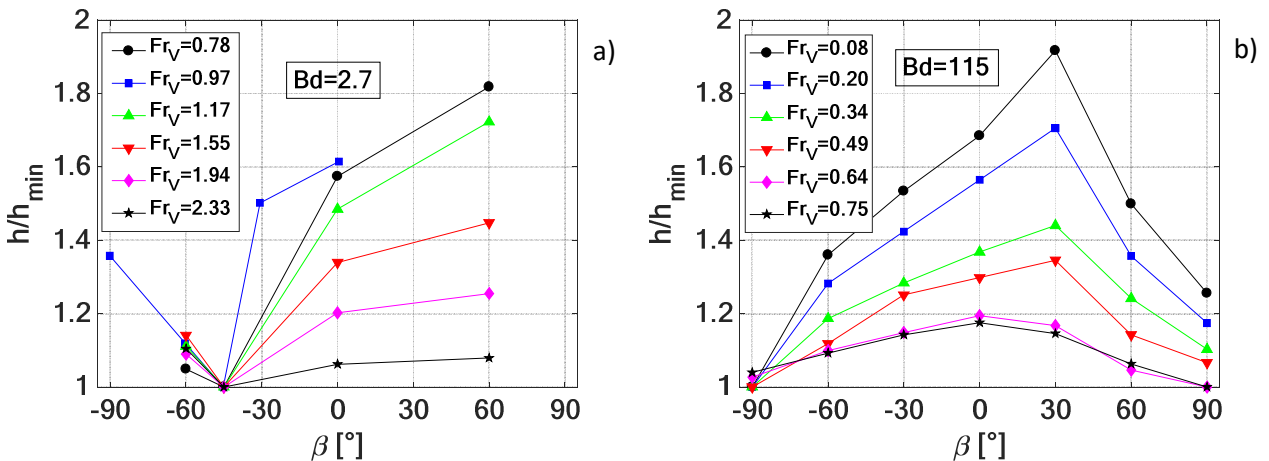 a)
h/h_min
2
1.8
1.6
1.4
1.2
1
-90 -60 -30 0 30 60 90
β [°]
Fr_V=0.78
Fr_V=0.97
Fr_V=1.17
Fr_V=1.55
Fr_V=1.94
Fr_V=2.33
Bd=2.7
b)
h/h_min
2
1.8
1.6
1.4
1.2
1
-90 -60 -30 0 30 60 90
β [°]
Fr_V=0.08
Fr_V=0.20
Fr_V=0.34
Fr_V=0.49
Fr_V=0.64
Fr_V=0.75
Bd=115